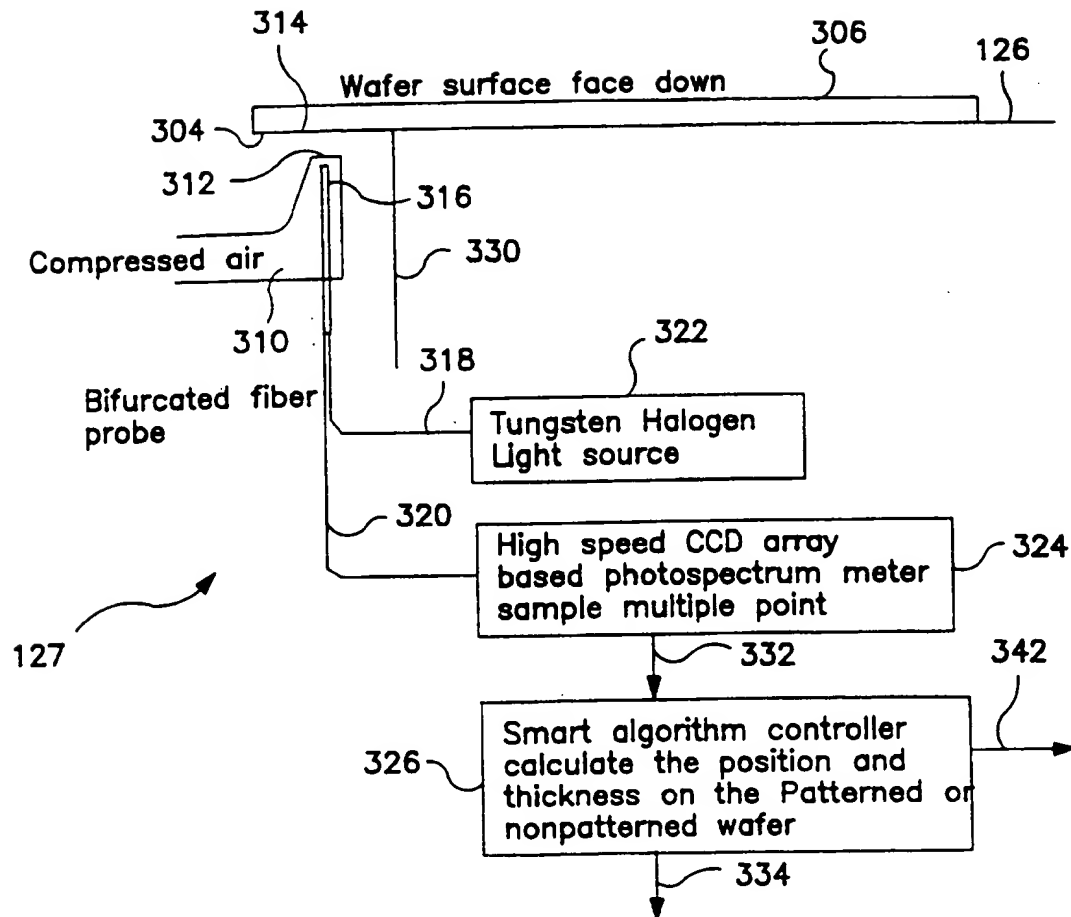 314
306
126
Wafer surface face down
304
312
316
Compressed air
330
310
318
322
Bifurcated fiber
probe
Tungsten Halogen
Light source
320
High speed CCD array
based photospectrum meter
sample multiple point
324
127
332
342
Smart algorithm controller
calculate the position and
thickness on the Patterned or
nonpatterned wafer
326
334